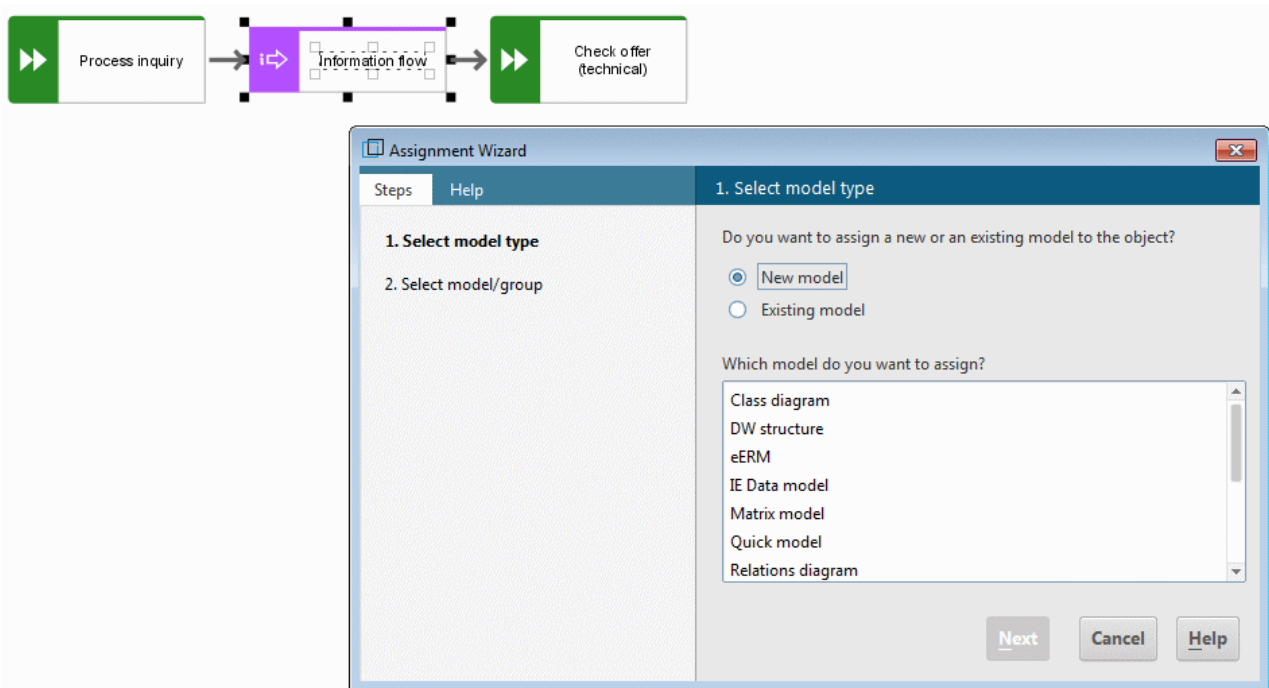 Process inquiry
Information flow
Check offer
(technical)
Assignment Wizard
Steps
Help
1. Select model type
2. Select model/group
1. Select model type
Do you want to assign a new or an existing model to the object?
New model
Existing model
Which model do you want to assign?
Class diagram
DW structure
eERM
IE Data model
Matrix model
Quick model
Relations diagram
Next
Cancel
Help